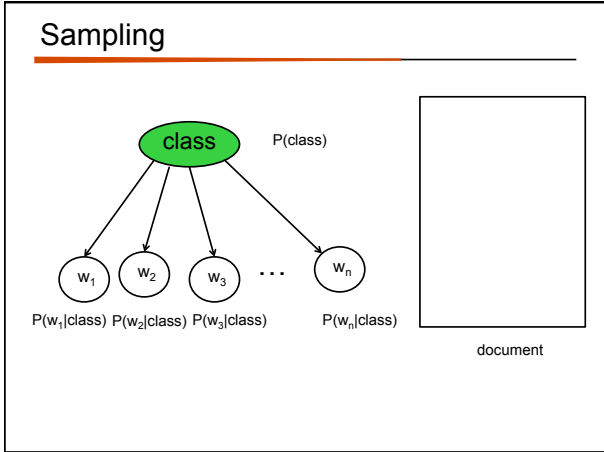 Sampling
class
P(class)
w₁ w₂ w₃ ... wₙ
P(w₁|class) P(w₂|class) P(w₃|class) P(wₙ|class)
document